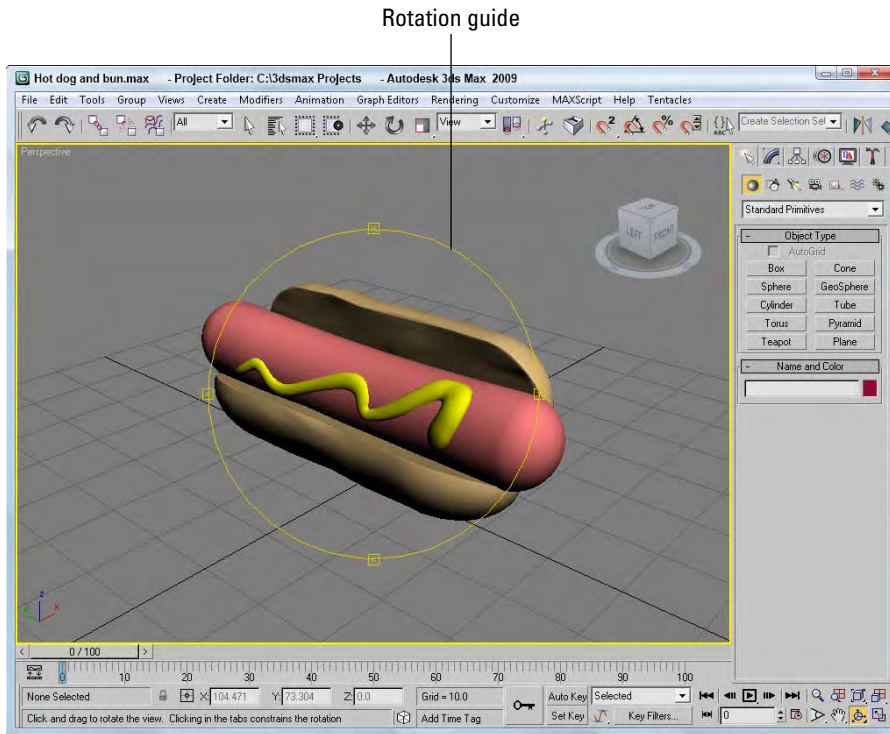 Rotation guide
Hot dog and bun.max - Project Folder: C:\3dsmax Projects - Autodesk 3ds Max 2009
File Edit Tools Group Views Create Modifiers Animation Graph Editors Rendering Customize MAXScript Help Tentacles
All View Create Selection Set
Perspective
TOP
LEFT FRONT
Standard Primitives
- Object Type
AutoGrid
Box Cone
Sphere GeoSphere
Cylinder Tube
Torus Pyramid
Teapot Plane
- Name and Color
z
x
< 0 / 100 >
0 10 20 30 40 50 60 70 80 90 100
None Selected X: 104.471 Y: 73.304 Z: 0.0 Grid = 10.0 Auto Key Selected
Click and drag to rotate the view. Clicking in the tabs constrains the rotation Add Time Tag Set Key Key Filters... 0